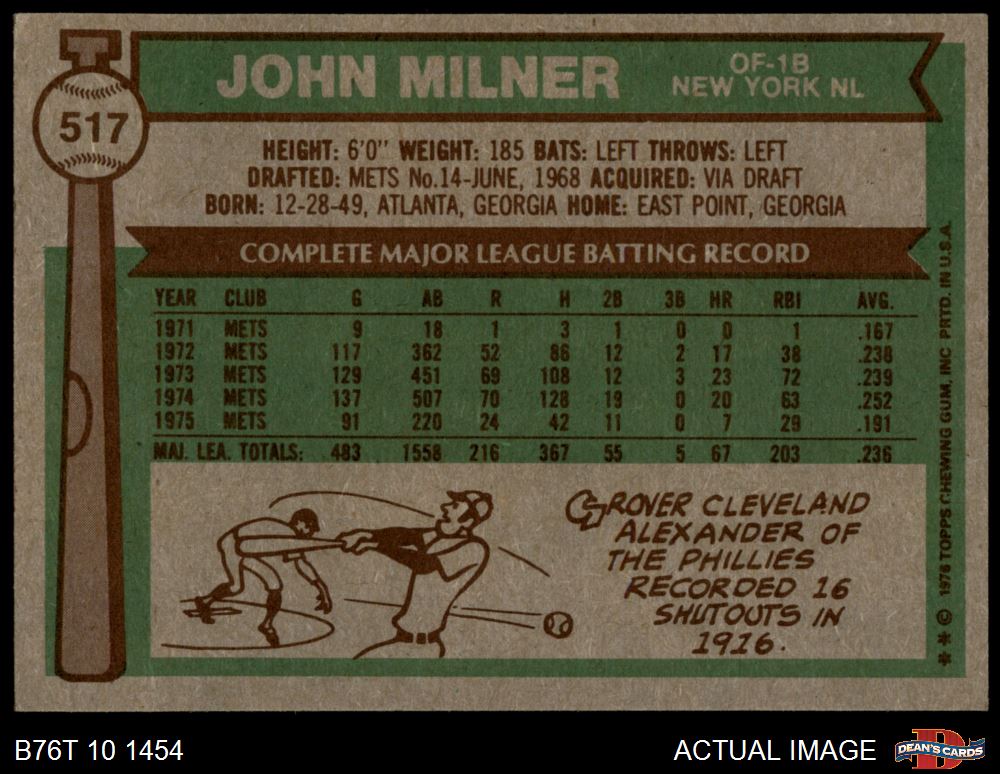 JOHN MILNER
OF-1B
NEW YORK NL
517
HEIGHT: 6'0" WEIGHT: 185 BATS: LEFT THROWS: LEFT
DRAFTED: METS No.14-JUNE, 1968 ACQUIRED: VIA DRAFT
BORN: 12-28-49, ATLANTA, GEORGIA HOME: EAST POINT, GEORGIA
COMPLETE MAJOR LEAGUE BATTING RECORD
YEAR CLUB G AB R H 2B 3B HR RBI AVG.
1971 METS 9 18 1 3 1 0 0 1 .167
1972 METS 117 362 52 86 12 2 17 38 .238
1973 METS 129 451 69 108 12 3 23 72 .239
1974 METS 137 507 70 128 19 0 20 63 .252
1975 METS 91 220 24 42 11 0 7 29 .191
MAJ. LEA. TOTALS: 483 1558 216 367 55 5 67 203 .236
GROVER CLEVELAND
ALEXANDER OF
THE PHILLIES
RECORDED 16
SHUTOUTS IN
1916.
** © 1976 TOPPS CHEWING GUM, INC PRTD. IN U.S.A.
B76T 10 1454
ACTUAL IMAGE
DEAN'S CARDS